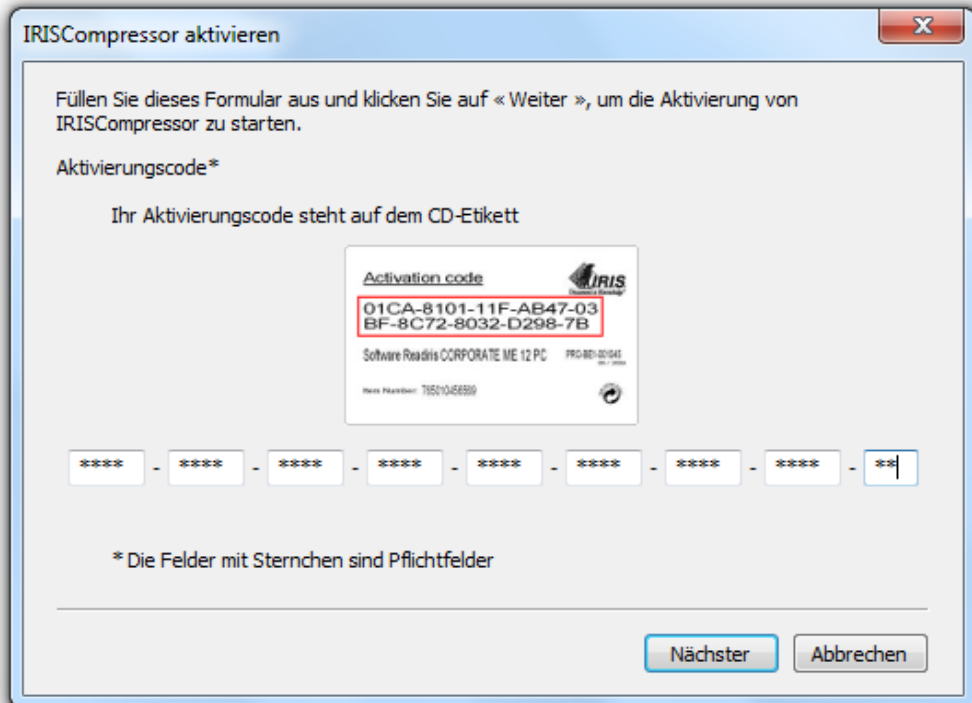 IRISCompressor aktivieren
Füllen Sie dieses Formular aus und klicken Sie auf « Weiter », um die Aktivierung von
IRISCompressor zu starten.
Aktivierungscode*
Ihr Aktivierungscode steht auf dem CD-Etikett
Activation code
IRIS
01CA-8101-11F-AB47-03
BF-8C72-8032-D298-7B
Software Readiris CORPORATE ME 12 PC
Item Number:
**** - **** - **** - **** - **** - **** - **** - **** - **
* Die Felder mit Sternchen sind Pflichtfelder
Nächster Abbrechen